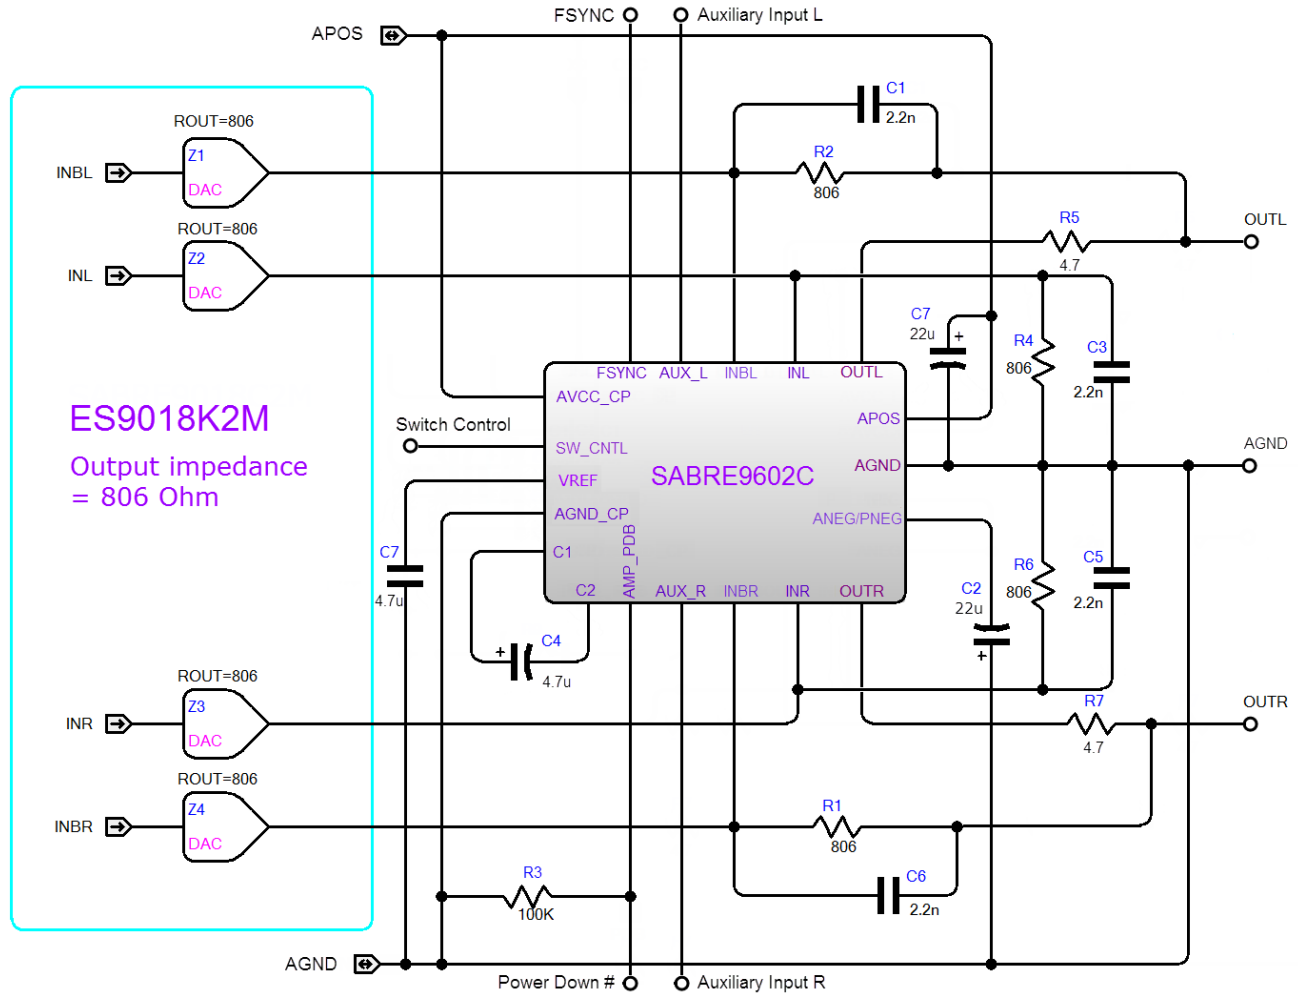 FSYNC
Auxiliary Input L
APOS
C1
2.2n
ROUT=806
Z1
INBL
DAC
R2
806
R5
4.7
OUTL
ROUT=806
Z2
INL
DAC
C7
22u
+
R4
806
C3
2.2n
FSYNC AUX_L INBL INL OUTL
AVCC_CP
APOS
ES9018K2M
Output impedance
= 806 Ohm
Switch Control
SW_CNTL
AGND
AGND
VREF
SABRE9602C
AGND_CP
ANEG/PNEG
C1
AMP_PDB
C2 AUX_R INBR INR OUTR
C7
4.7u
C2
22u
+
R6
806
C5
2.2n
C4
+
4.7u
ROUT=806
Z3
INR
DAC
R7
4.7
OUTR
ROUT=806
Z4
INBR
DAC
R1
806
R3
100K
C6
2.2n
AGND
Power Down #
Auxiliary Input R